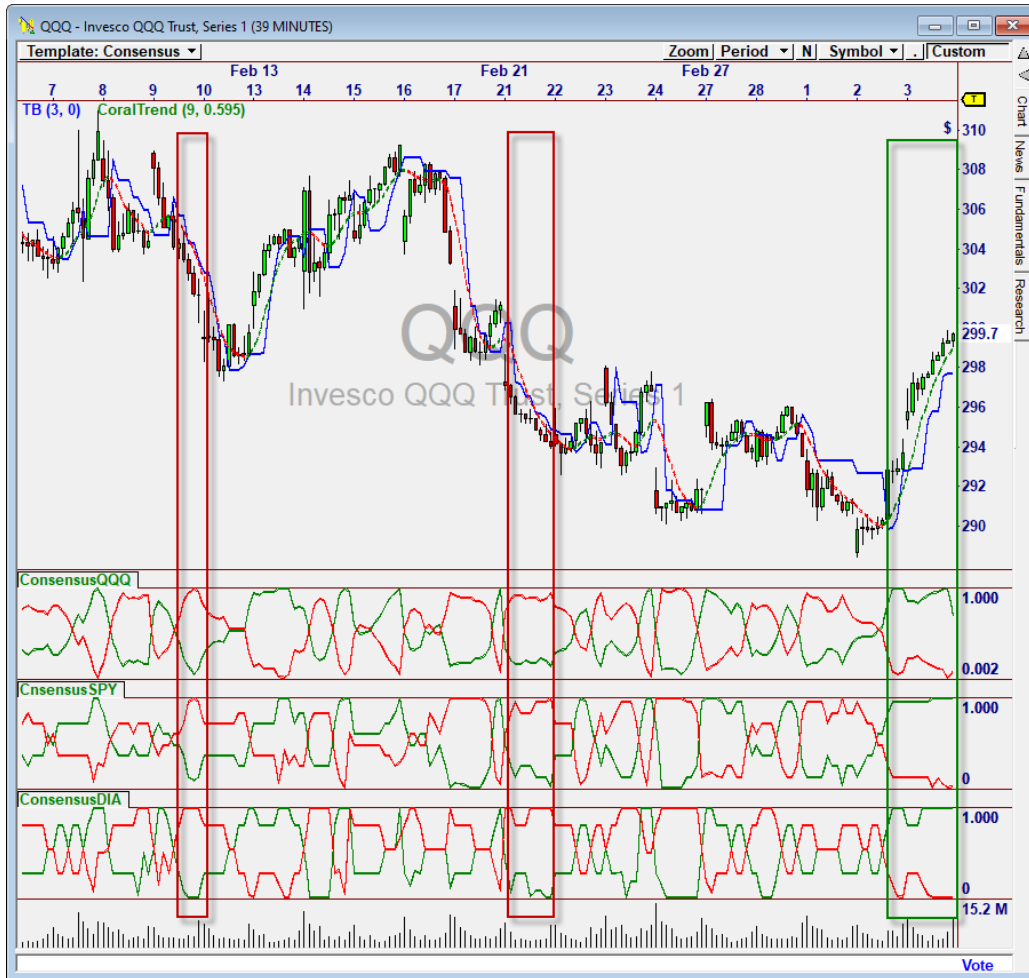 QQQ - Invesco QQQ Trust, Series 1 (39 MINUTES)
Template: Consensus Zoom Period N Symbol . Custom
Feb 13 Feb 21 Feb 27
7 8 9 10 13 14 15 16 17 21 22 23 24 27 28 1 2 3
TB (3, 0) CoralTrend (9, 0.595)
T
$
310
308
306
304
302
299.7
298
296
294
292
290
QQQ
Invesco QQQ Trust, Series 1
Chart
News
Fundamentals
Research
ConsensusQQQ
1.000
0.002
CnsensusSPY
1.000
0
ConsensusDIA
1.000
0
15.2 M
Vote